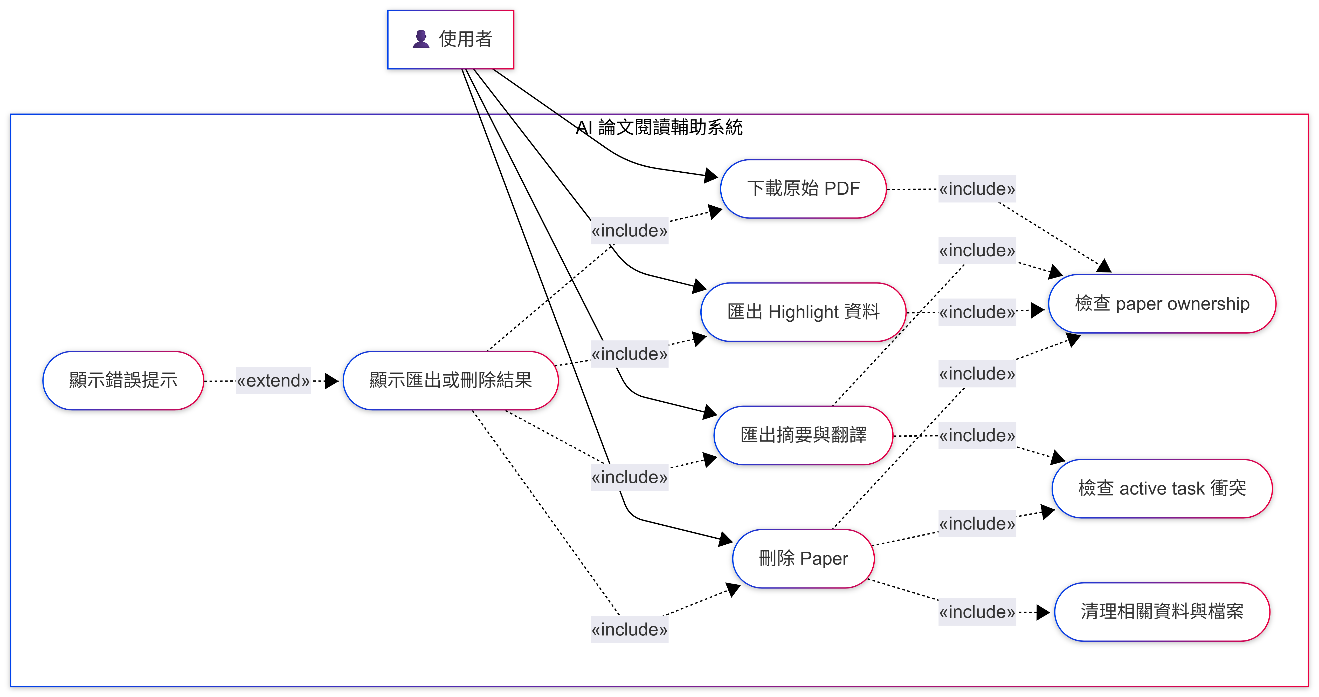 👤 使用者
AI 論文閱讀輔助系統
下載原始 PDF
«include»
«include»
«include»
匯出 Highlight 資料
«include»
檢查 paper ownership
«include»
顯示錯誤提示
«extend»
顯示匯出或刪除結果
«include»
匯出摘要與翻譯
«include»
«include»
檢查 active task 衝突
«include»
刪除 Paper
«include»
清理相關資料與檔案
«include»